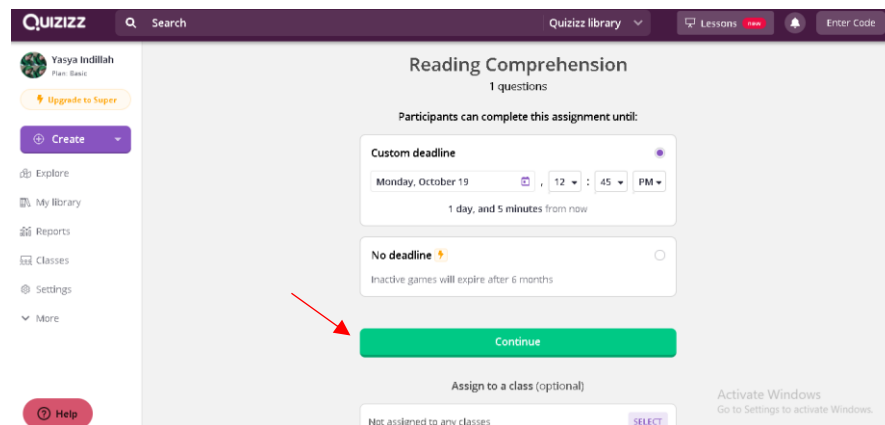 QUIZIZZ Search Quizizz library Lessons new Enter Code
Yasya Indillah
Plan: Basic
Upgrade to Super
Create
Explore
My library
Reports
Classes
Settings
More
Help
Reading Comprehension
1 questions
Participants can complete this assignment until:
Custom deadline
Monday, October 19 , 12 : 45 PM
1 day, and 5 minutes from now
No deadline
Inactive games will expire after 6 months
Continue
Assign to a class (optional)
Not assigned to any classes SELECT
Activate Windows
Go to Settings to activate Windows.